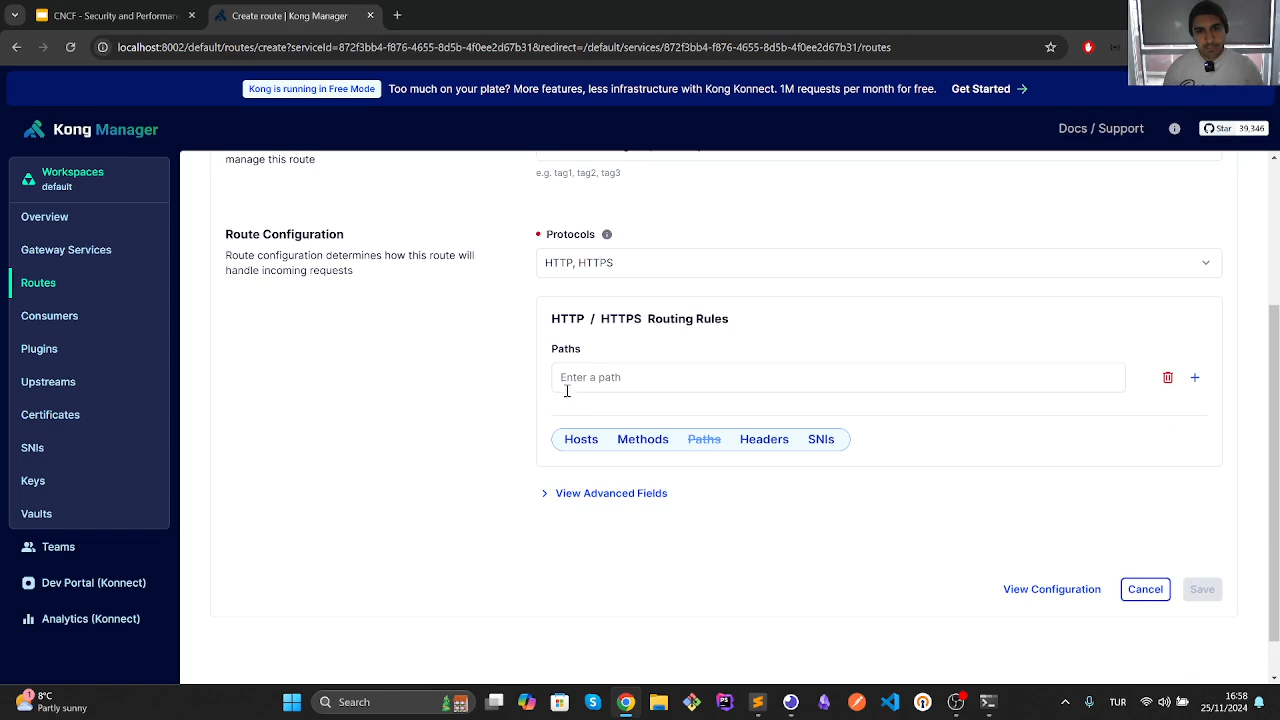 CNCF - Security and Performan
Create route | Kong Manager
localhost:8002/default/routes/create?serviceId=872f3bb4-f876-4655-8d5b-4f0ee2d67b31&redirect=/default/services/872f3bb4-f876-4655-8d5b-4f0ee2d67b31/routes
Kong is running in Free Mode
Too much on your plate? More features, less infrastructure with Kong Konnect. 1M requests per month for free.
Get Started
Kong Manager
Docs / Support
Star 39,346
Workspaces
default
Overview
Gateway Services
Routes
Consumers
Plugins
Upstreams
Certificates
SNIs
Keys
Vaults
Teams
Dev Portal (Konnect)
Analytics (Konnect)
manage this route
e.g. tag1, tag2, tag3
Route Configuration
Route configuration determines how this route will
handle incoming requests
Protocols
HTTP, HTTPS
HTTP / HTTPS Routing Rules
Paths
Enter a path
Hosts Methods Paths Headers SNIs
View Advanced Fields
View Configuration
Cancel
Save
8°C
Partly sunny
Search
TUR
16:58
25/11/2024